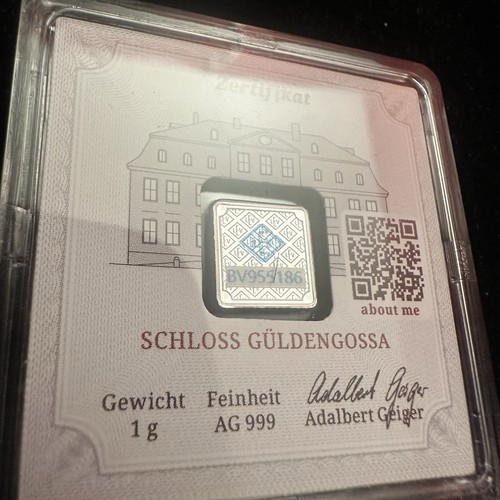 Zertifikat
BV955186
about me
SCHLOSS GÜLDENGOSSA
Gewicht
1 g
Feinheit
AG 999
Adalbert Geiger
Adalbert Geiger